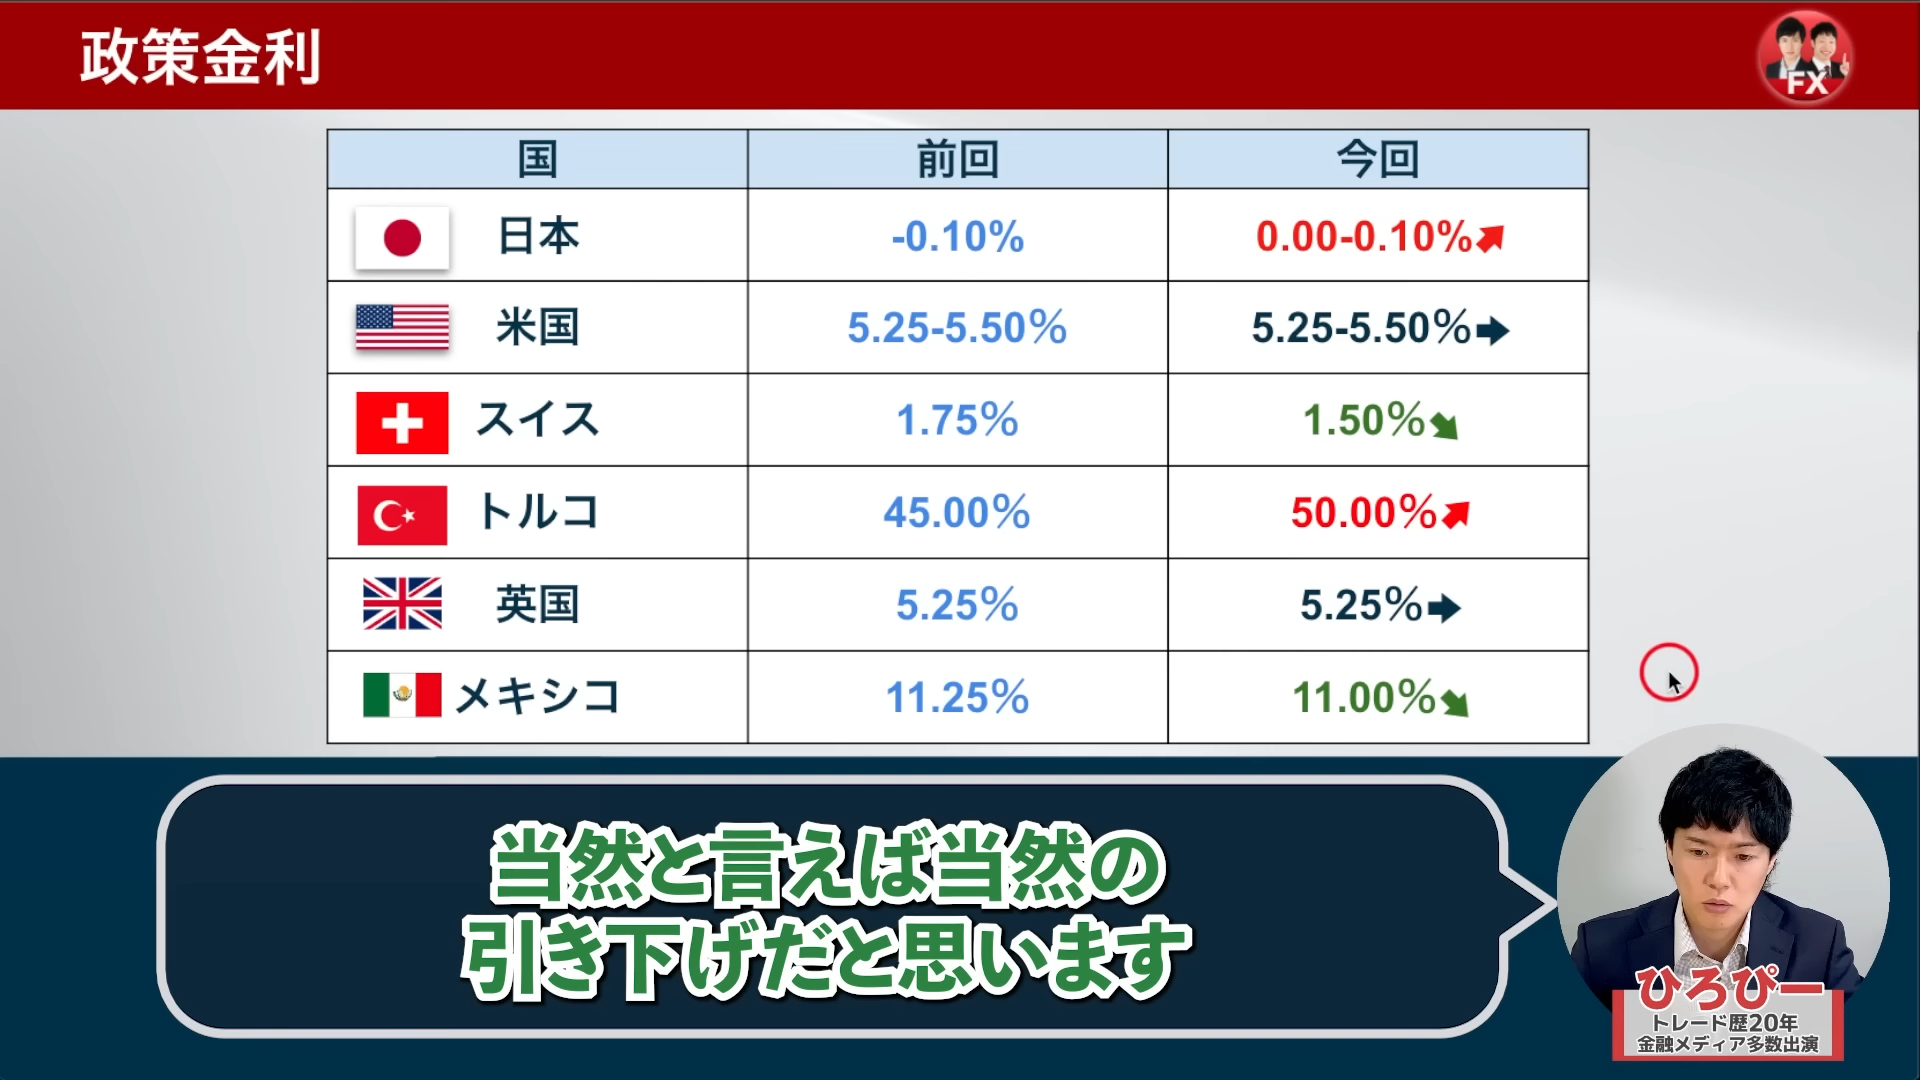 政策金利
FX
国 前回 今回
日本 -0.10% 0.00-0.10%
米国 5.25-5.50% 5.25-5.50%
スイス 1.75% 1.50%
トルコ 45.00% 50.00%
英国 5.25% 5.25%
メキシコ 11.25% 11.00%
当然と言えば当然の
引き下げだと思います
ひろぴー
トレード歴20年
金融メディア多数出演